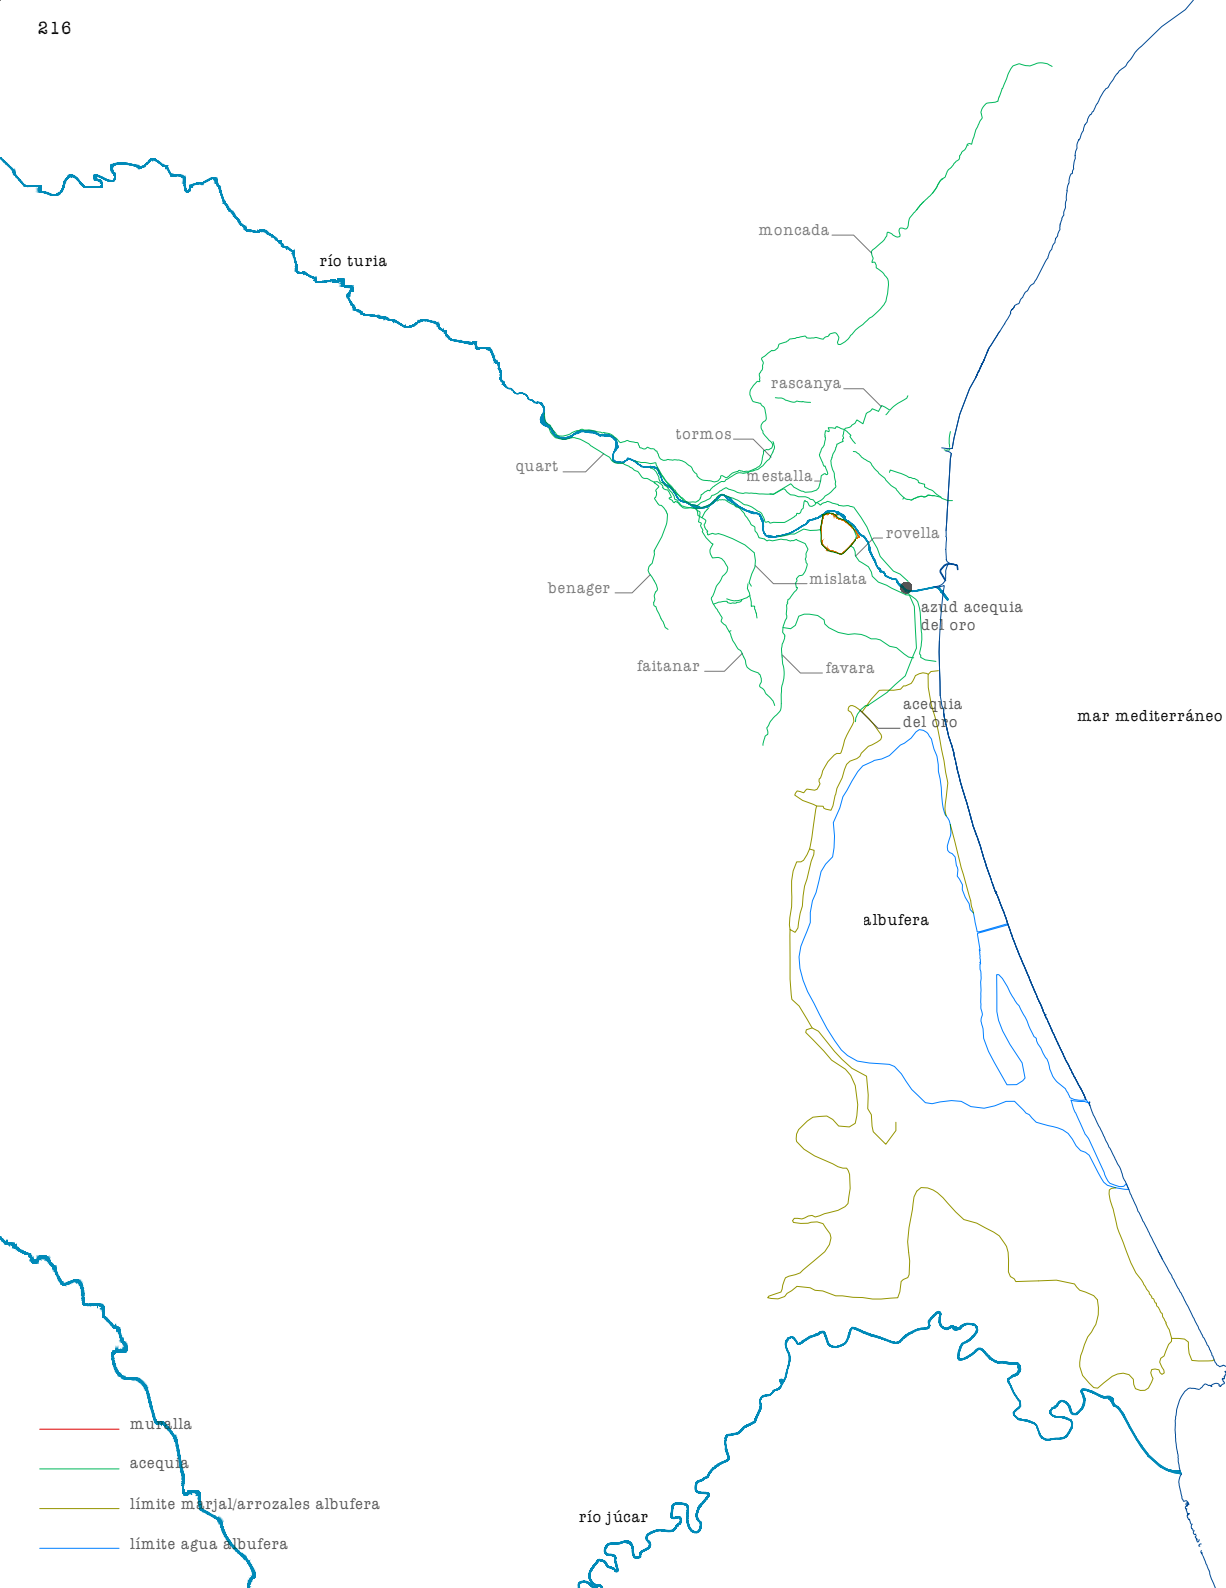 216
moncada
río turia
rascanya
tormos
quart
mestalla
rovella
mislata
benager
azud acequia
del oro
faitanar
favara
acequia
del oro
mar mediterráneo
albufera
muralla
acequia
límite marjal/arrozales albufera
río júcar
límite agua albufera